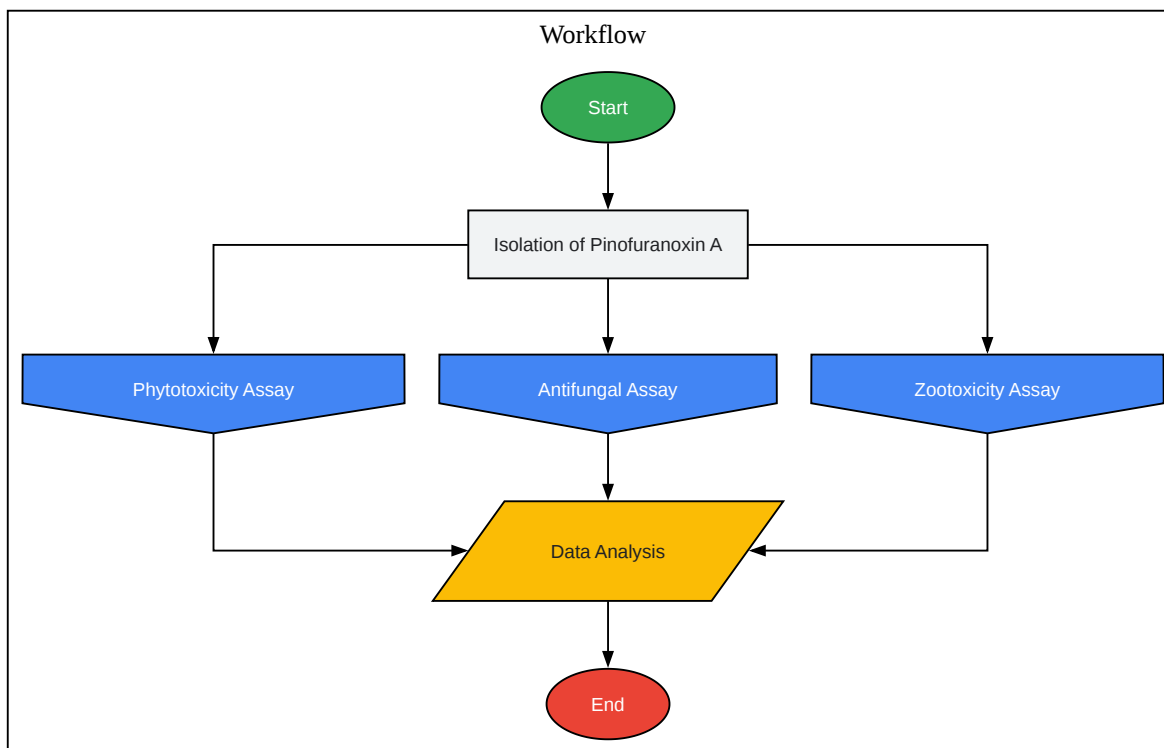 Workflow
Start
Isolation of Pinofuranoxin A
Phytotoxicity Assay
Antifungal Assay
Zootoxicity Assay
Data Analysis
End